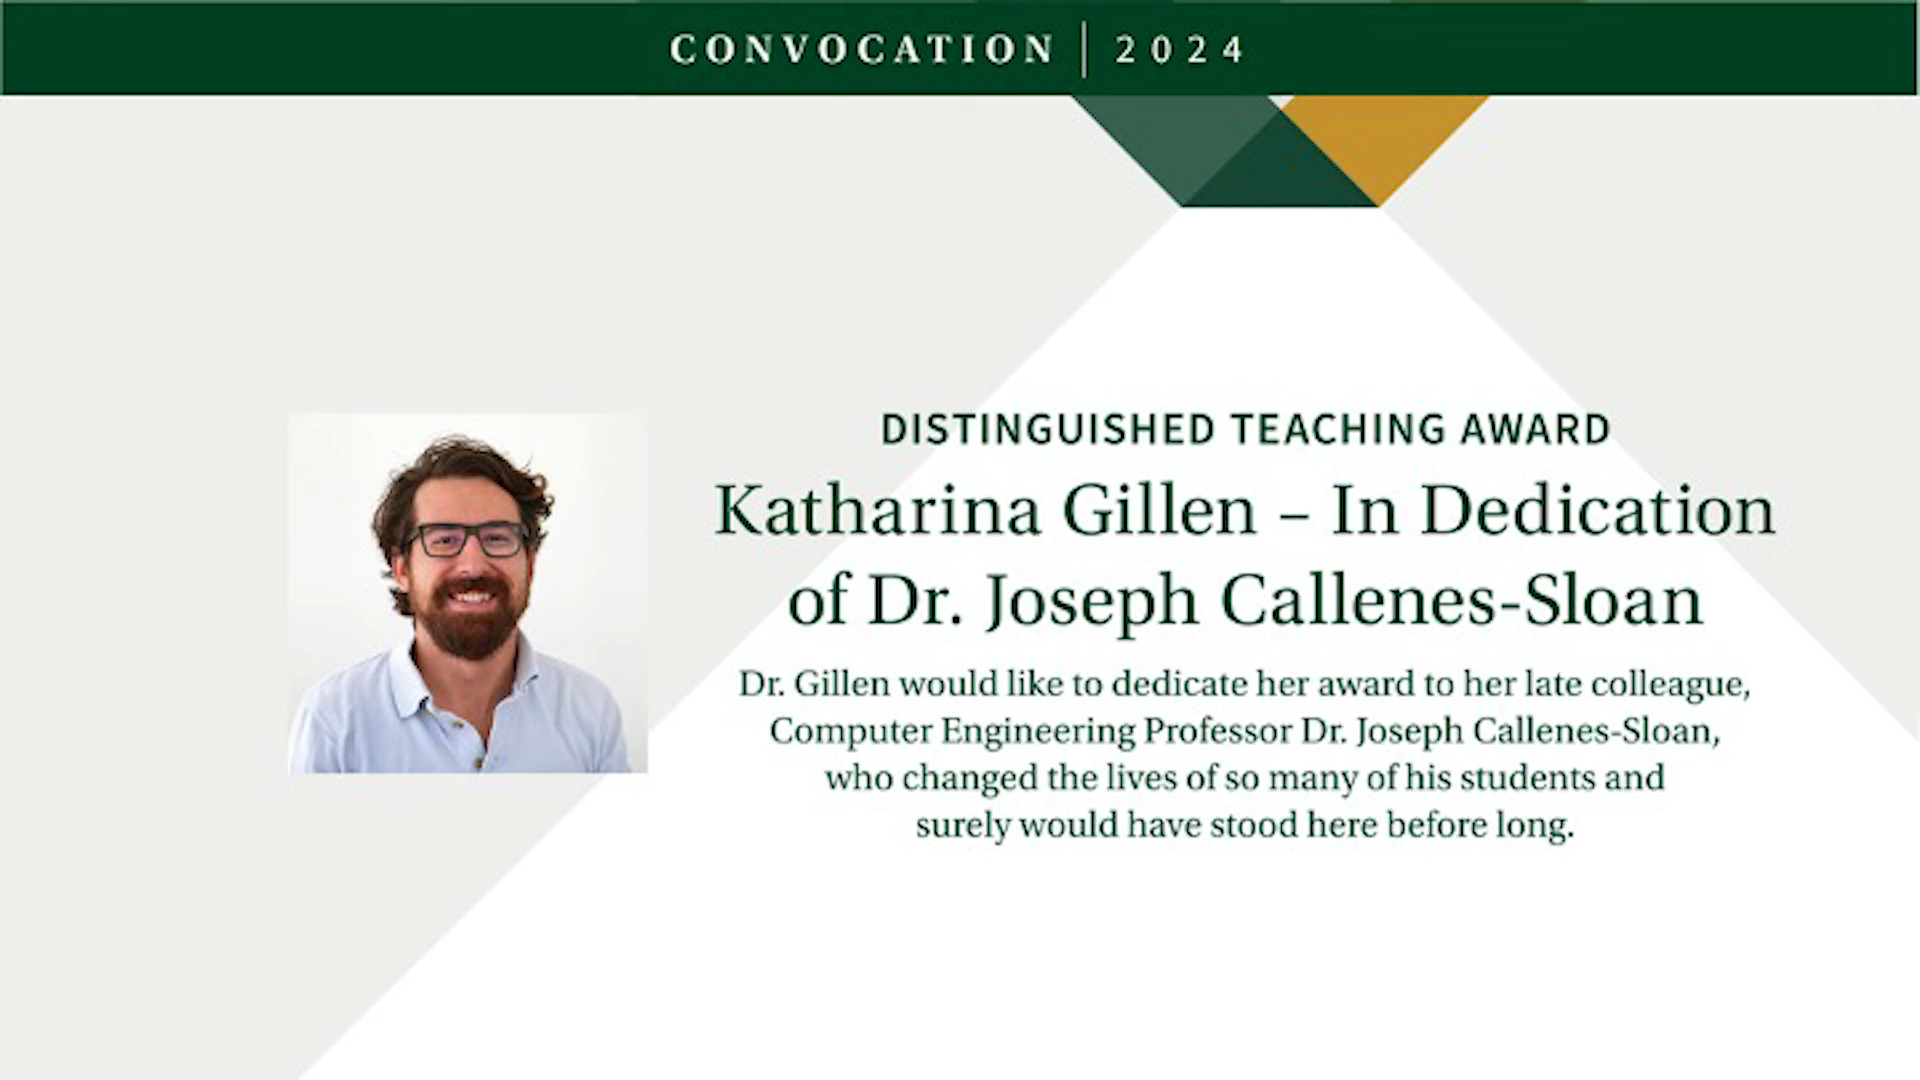 CONVOCATION | 2024
DISTINGUISHED TEACHING AWARD
Katharina Gillen – In Dedication
of Dr. Joseph Callenes-Sloan
Dr. Gillen would like to dedicate her award to her late colleague,
Computer Engineering Professor Dr. Joseph Callenes-Sloan,
who changed the lives of so many of his students and
surely would have stood here before long.